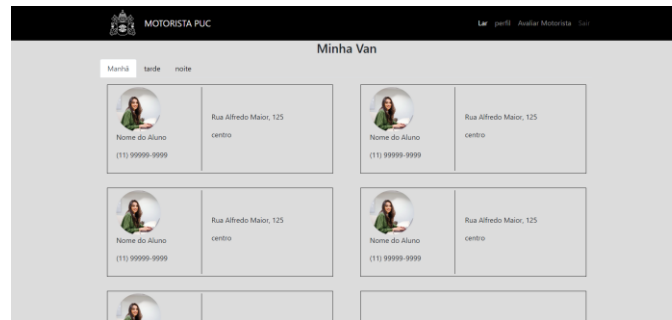 MOTORISTA PUC
Lar perfil Avaliar Motorista Sair
Minha Van
Manhã tarde noite
Nome do Aluno
(11) 99999-9999
Rua Alfredo Maior, 125
centro
Nome do Aluno
(11) 99999-9999
Rua Alfredo Maior, 125
centro
Nome do Aluno
(11) 99999-9999
Rua Alfredo Maior, 125
centro
Nome do Aluno
(11) 99999-9999
Rua Alfredo Maior, 125
centro